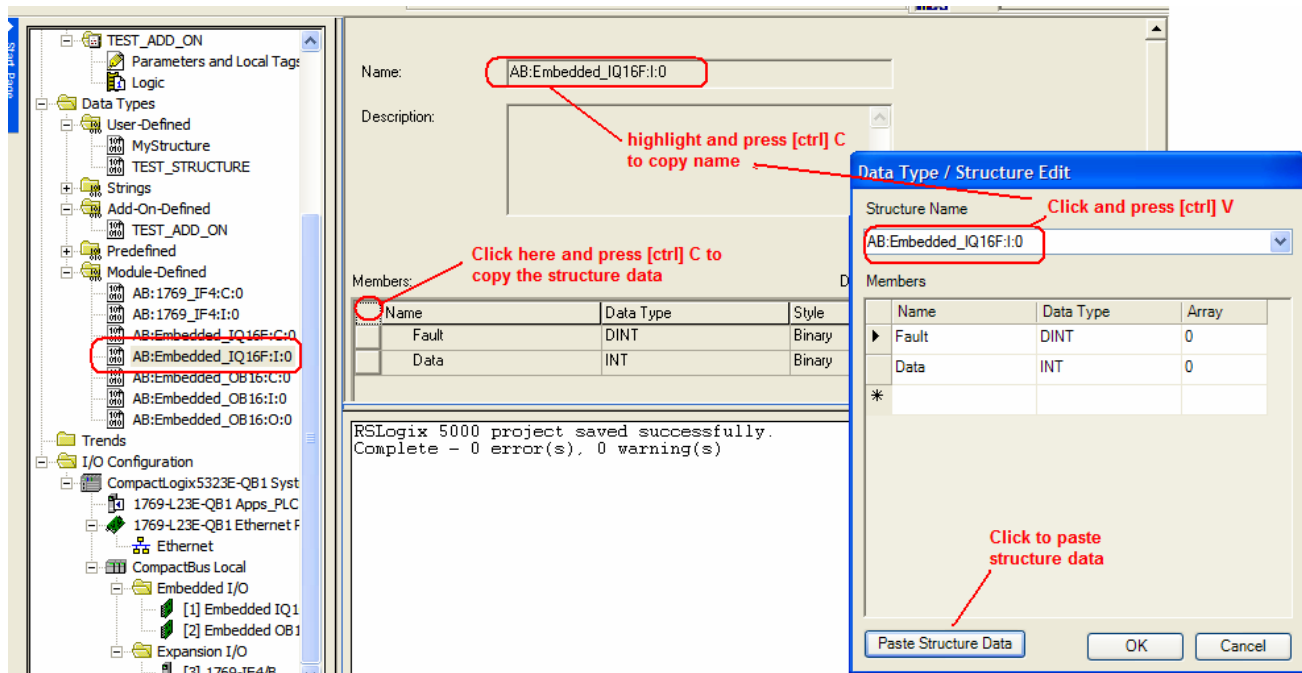 Start Page
TEST_ADD_ON
Parameters and Local Tags
Logic
Data Types
User-Defined
MyStructure
TEST_STRUCTURE
Strings
Add-On-Defined
TEST_ADD_ON
Predefined
Module-Defined
AB:1769_IF4:C:0
AB:1769_IF4:I:0
AB:Embedded_IQ16F:C:0
AB:Embedded_IQ16F:I:0
AB:Embedded_OB16:C:0
AB:Embedded_OB16:I:0
AB:Embedded_OB16:O:0
Trends
I/O Configuration
CompactLogix5323E-QB1 Syst
1769-L23E-QB1 Apps_PLC
1769-L23E-QB1 Ethernet P
Ethernet
CompactBus Local
Embedded I/O
[1] Embedded IQ1
[2] Embedded OB1
Expansion I/O
[3] 1769-IF4/B
Name: AB:Embedded_IQ16F:I:0
Description:
highlight and press [ctrl] C
to copy name
Click here and press [ctrl] C to
copy the structure data
Members: D
Name Data Type Style
Fault DINT Binary
Data INT Binary
RSLogix 5000 project saved successfully.
Complete - 0 error(s), 0 warning(s)
Data Type / Structure Edit
Structure Name
Click and press [ctrl] V
AB:Embedded_IQ16F:I:0
Members
Name Data Type Array
Fault DINT 0
Data INT 0
Click to paste
structure data
Paste Structure Data OK Cancel